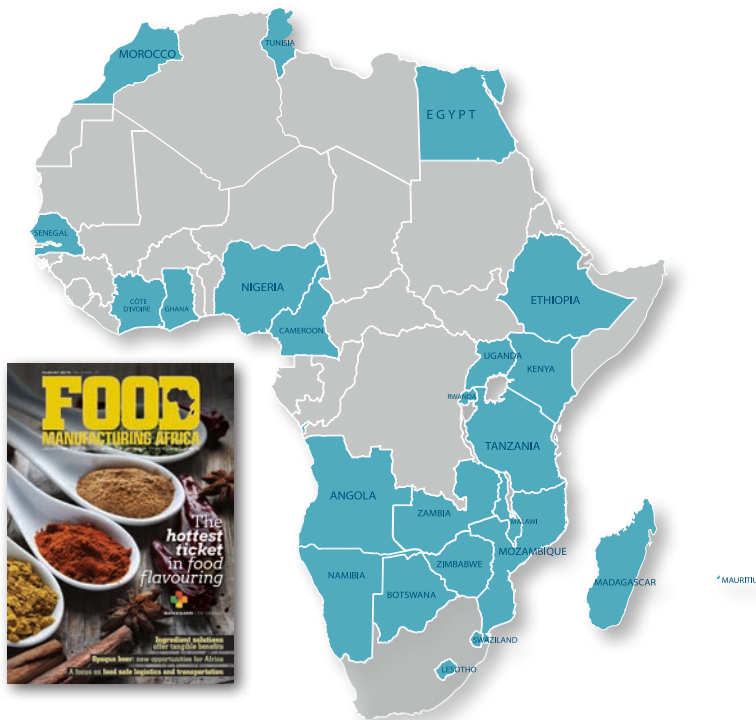 TUNISIA
MOROCCO
EGYPT
SENEGAL
NIGERIA
ETHIOPIA
CÔTE
D'IVOIRE
GHANA
CAMEROON
UGANDA
KENYA
RWANDA
TANZANIA
ANGOLA
ZAMBIA
MALAWI
MOZAMBIQUE
ZIMBABWE
NAMIBIA
BOTSWANA
MADAGASCAR
MAURITIU
SWAZILAND
LESOTHO
FOOD
MANUFACTURING AFRICA
The
hottest
ticket
in food
flavouring
Ingredient solutions
offer tangible benefits
Opaque beer: new opportunities for Africa
A focus on food safe logistics and transportation